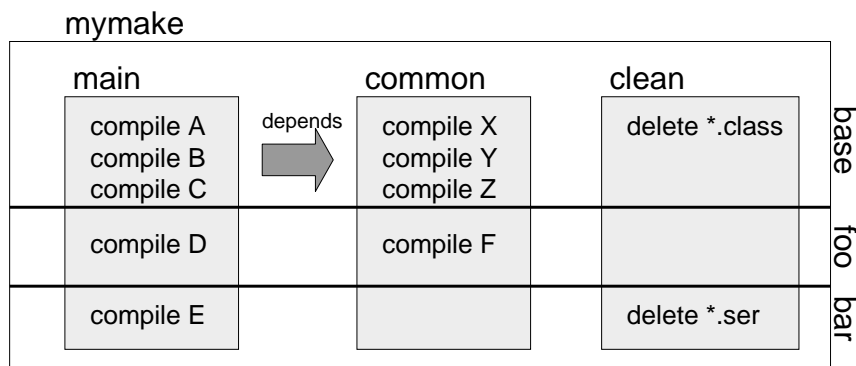 mymake
main
common
clean
compile A
compile B
compile C
depends
compile X
compile Y
compile Z
delete *.class
base
compile D
compile F
foo
compile E
delete *.ser
bar